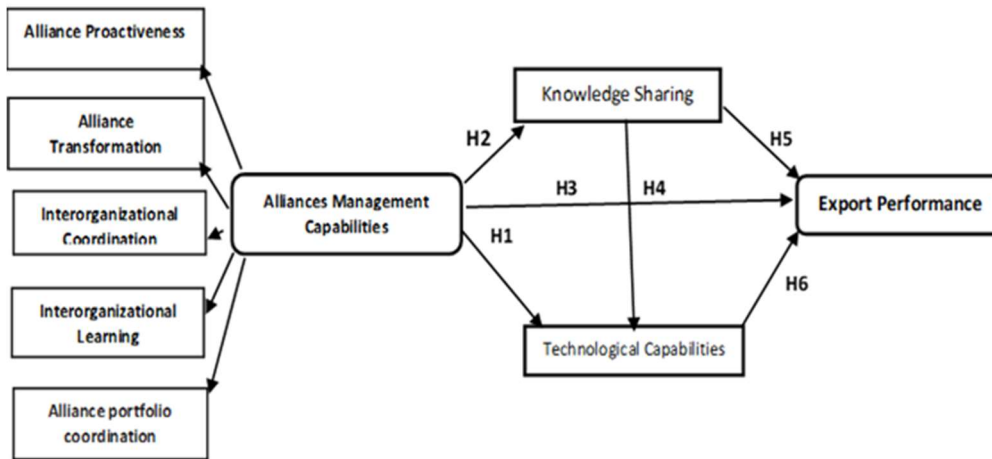 Alliance Proactiveness
Alliance
Transformation
Interorganizational
Coordination
Interorganizational
Learning
Alliance portfolio
coordination
Alliances Management
Capabilities
H2
H3
H1
Knowledge Sharing
H4
Technological Capabilities
H5
H6
Export Performance